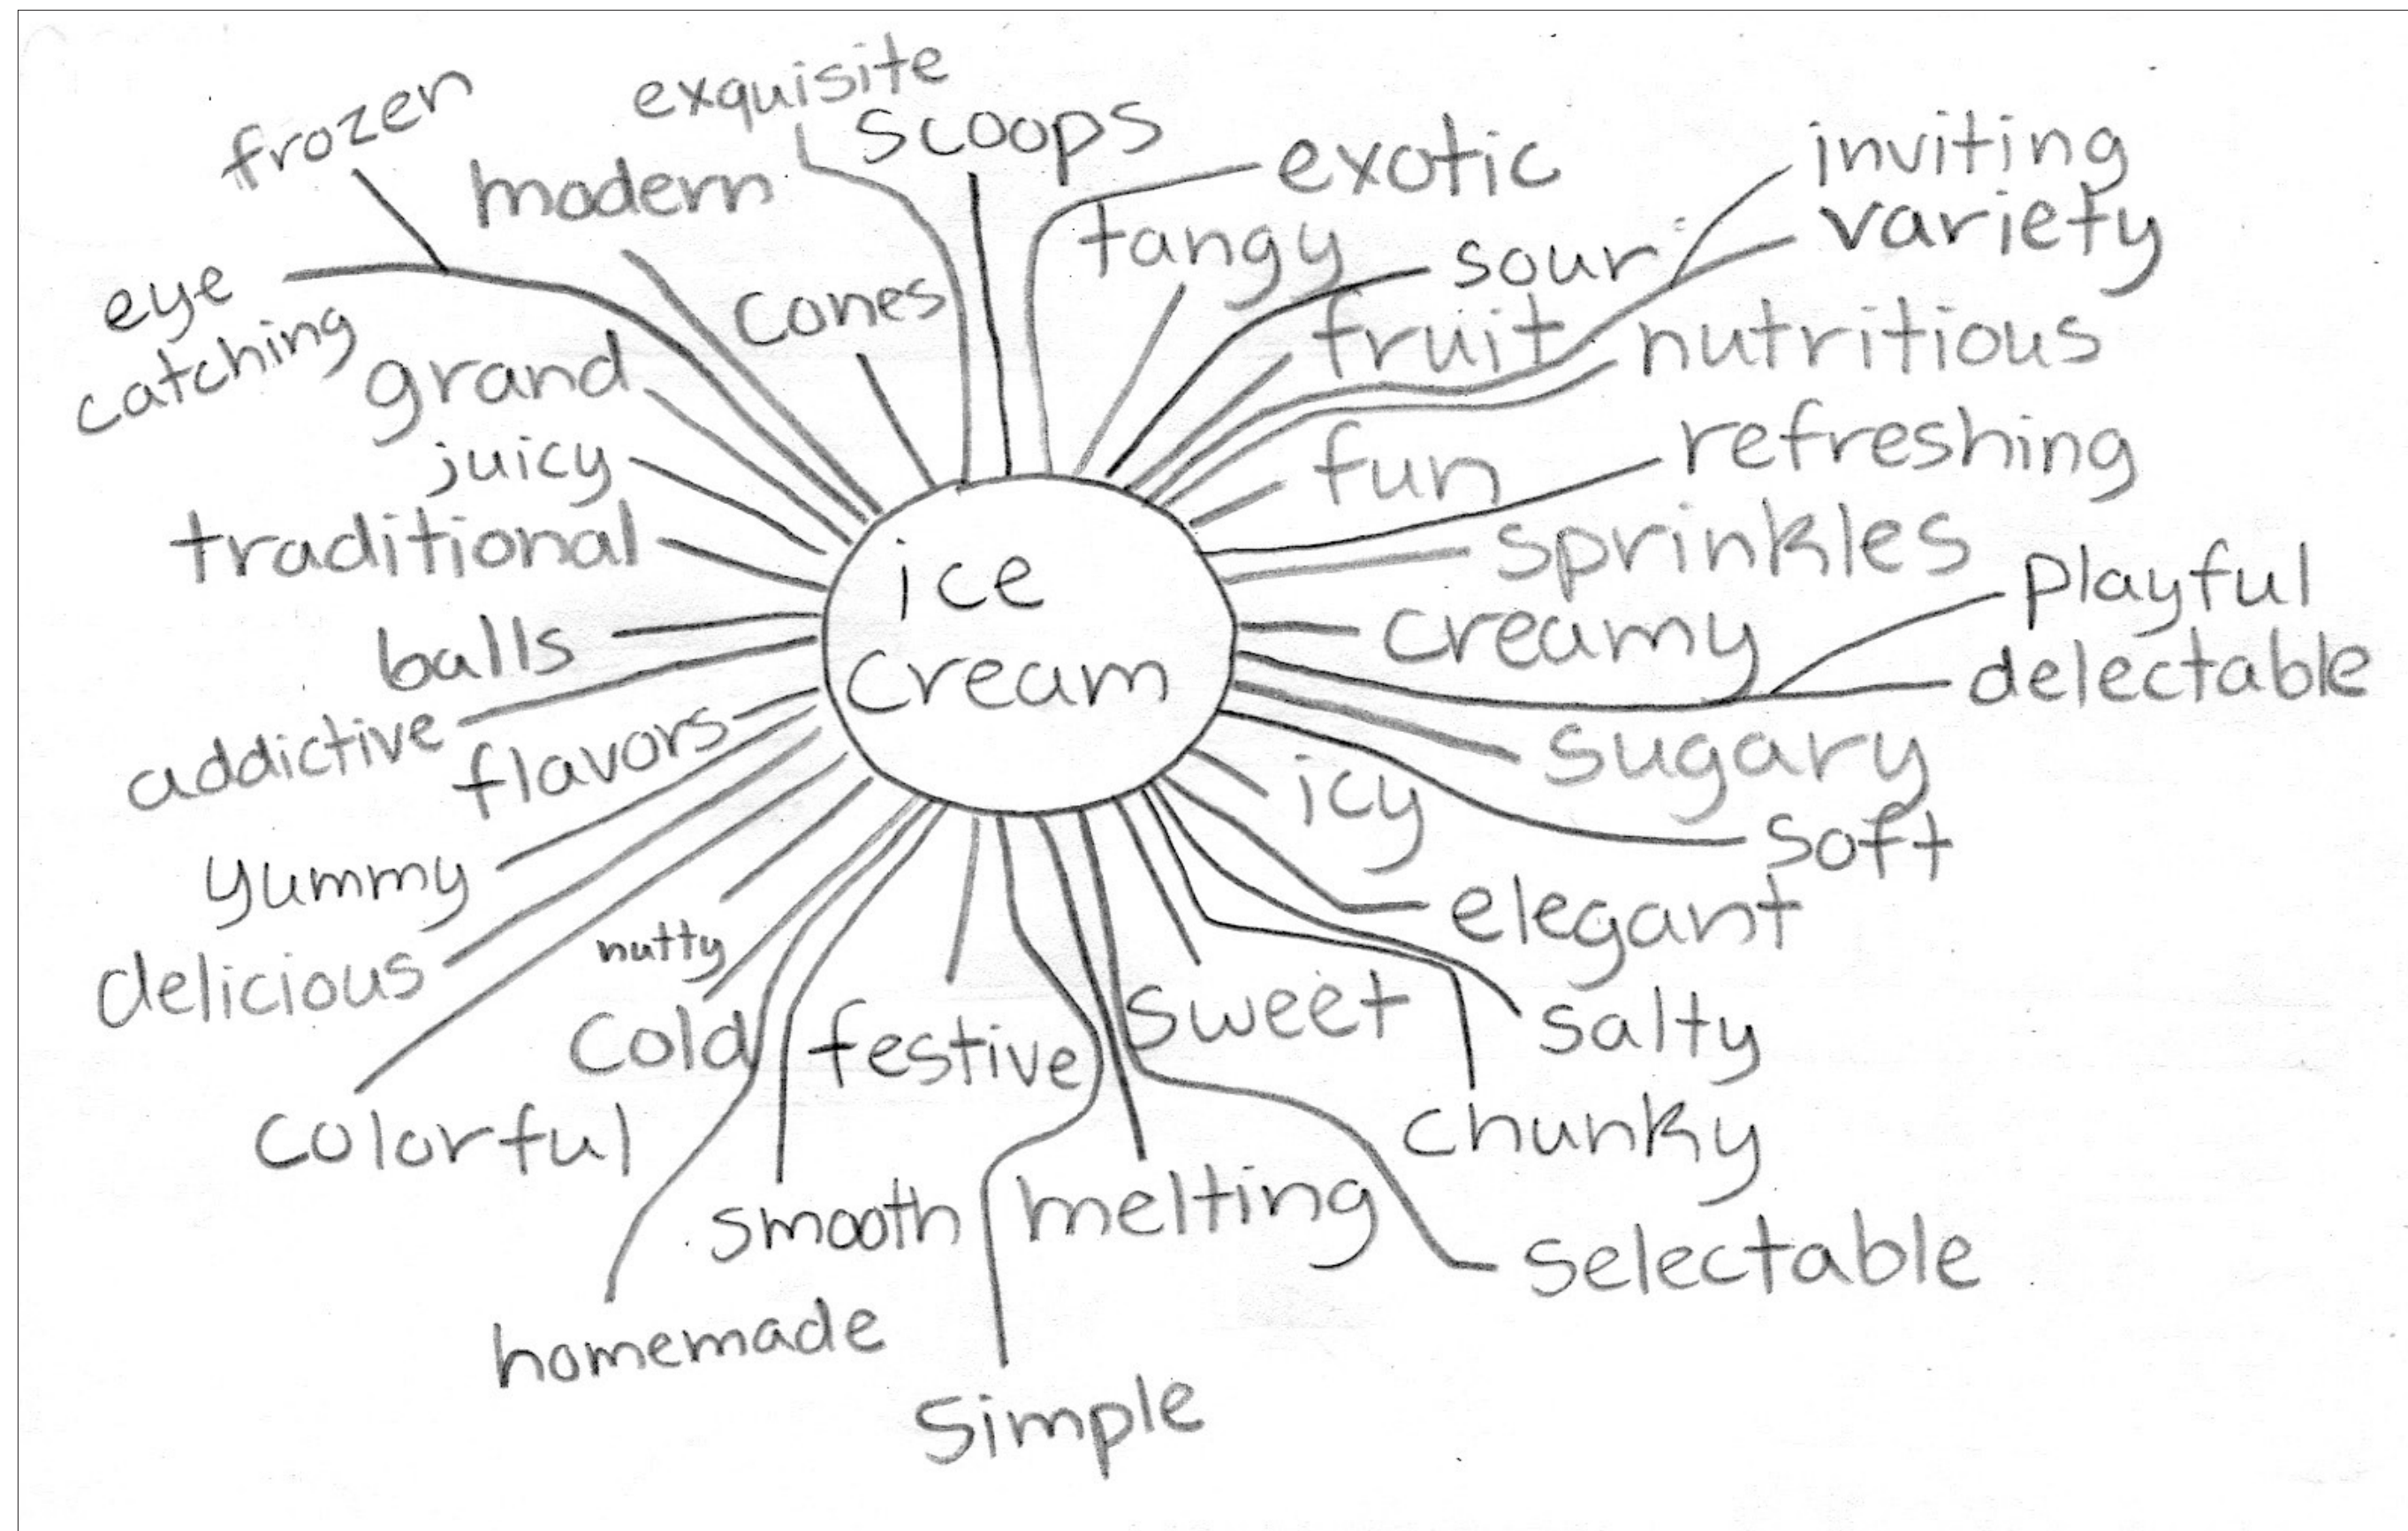 exquisite
frozen
scoops
modern
exotic
inviting
variety
tangy
sour
eye
catching
cones
fruit
nutritious
grand
juicy
fun
refreshing
traditional
sprinkles
ice
cream
balls
creamy
playful
delectable
addictive
flavors
sugary
icy
soft
yummy
elegant
delicious
nutty
cold
festive
sweet
salty
colorful
chunky
smooth
melting
selectable
homemade
Simple